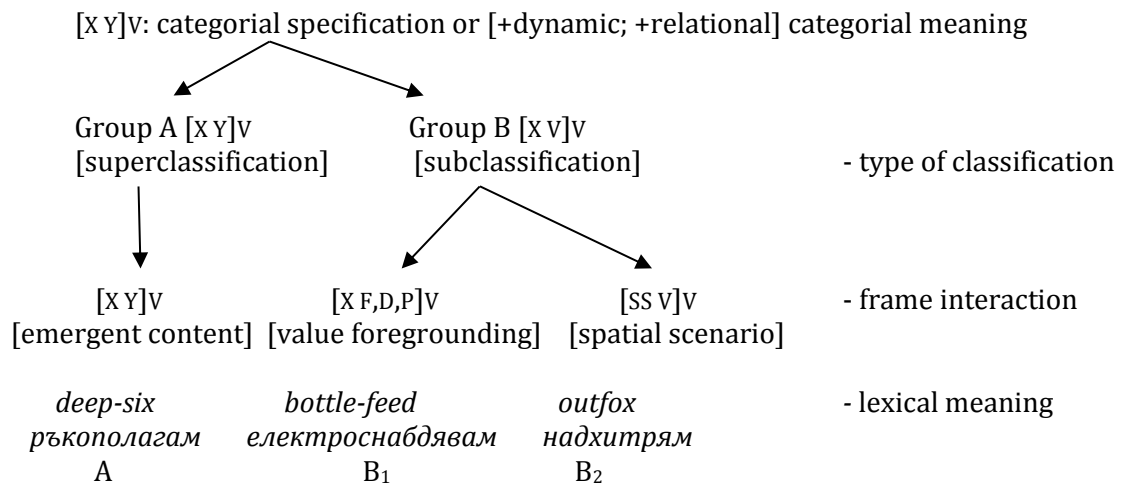 [X Y]V: categorial specification or [+dynamic; +relational] categorial meaning
Group A [X Y]V Group B [X V]V
[superclassification] [subclassification] - type of classification
[X Y]V [X F,D,P]V [SS V]V - frame interaction
[emergent content] [value foregrounding] [spatial scenario]
deep-six bottle-feed outfox - lexical meaning
ръкополагам електроснабдявам надхитрям
A B₁ B₂